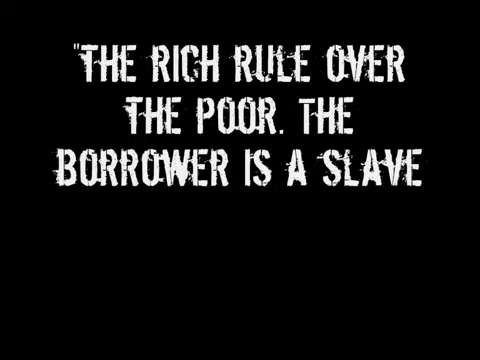 "THE RICH RULE OVER
THE POOR. THE
BORROWER IS A SLAVE